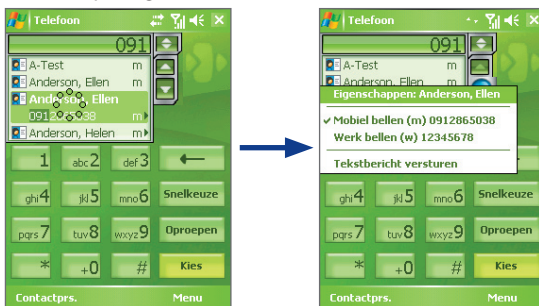 Telefoon
091
A-Test m
Anderson, Ellen m
Anderson, Ellen
0912 038 m
Anderson, Helen m
1 abc 2 def 3
ghi 4 jkl 5 mno 6 Snelkeuze
pqrs 7 tuv 8 wxyz 9 Oproepen
* +0 # Kies
Contactprs. Menu
Telefoon
091
A-Test m
Anderson, Ellen m
Eigenschappen: Anderson, Ellen
Mobiel bellen (m) 0912865038
Werk bellen (w) 12345678
Tekstbericht versturen
ghi 4 jkl 5 mno 6 Snelkeuze
pqrs 7 tuv 8 wxyz 9 Oproepen
* +0 # Kies
Contactprs. Menu